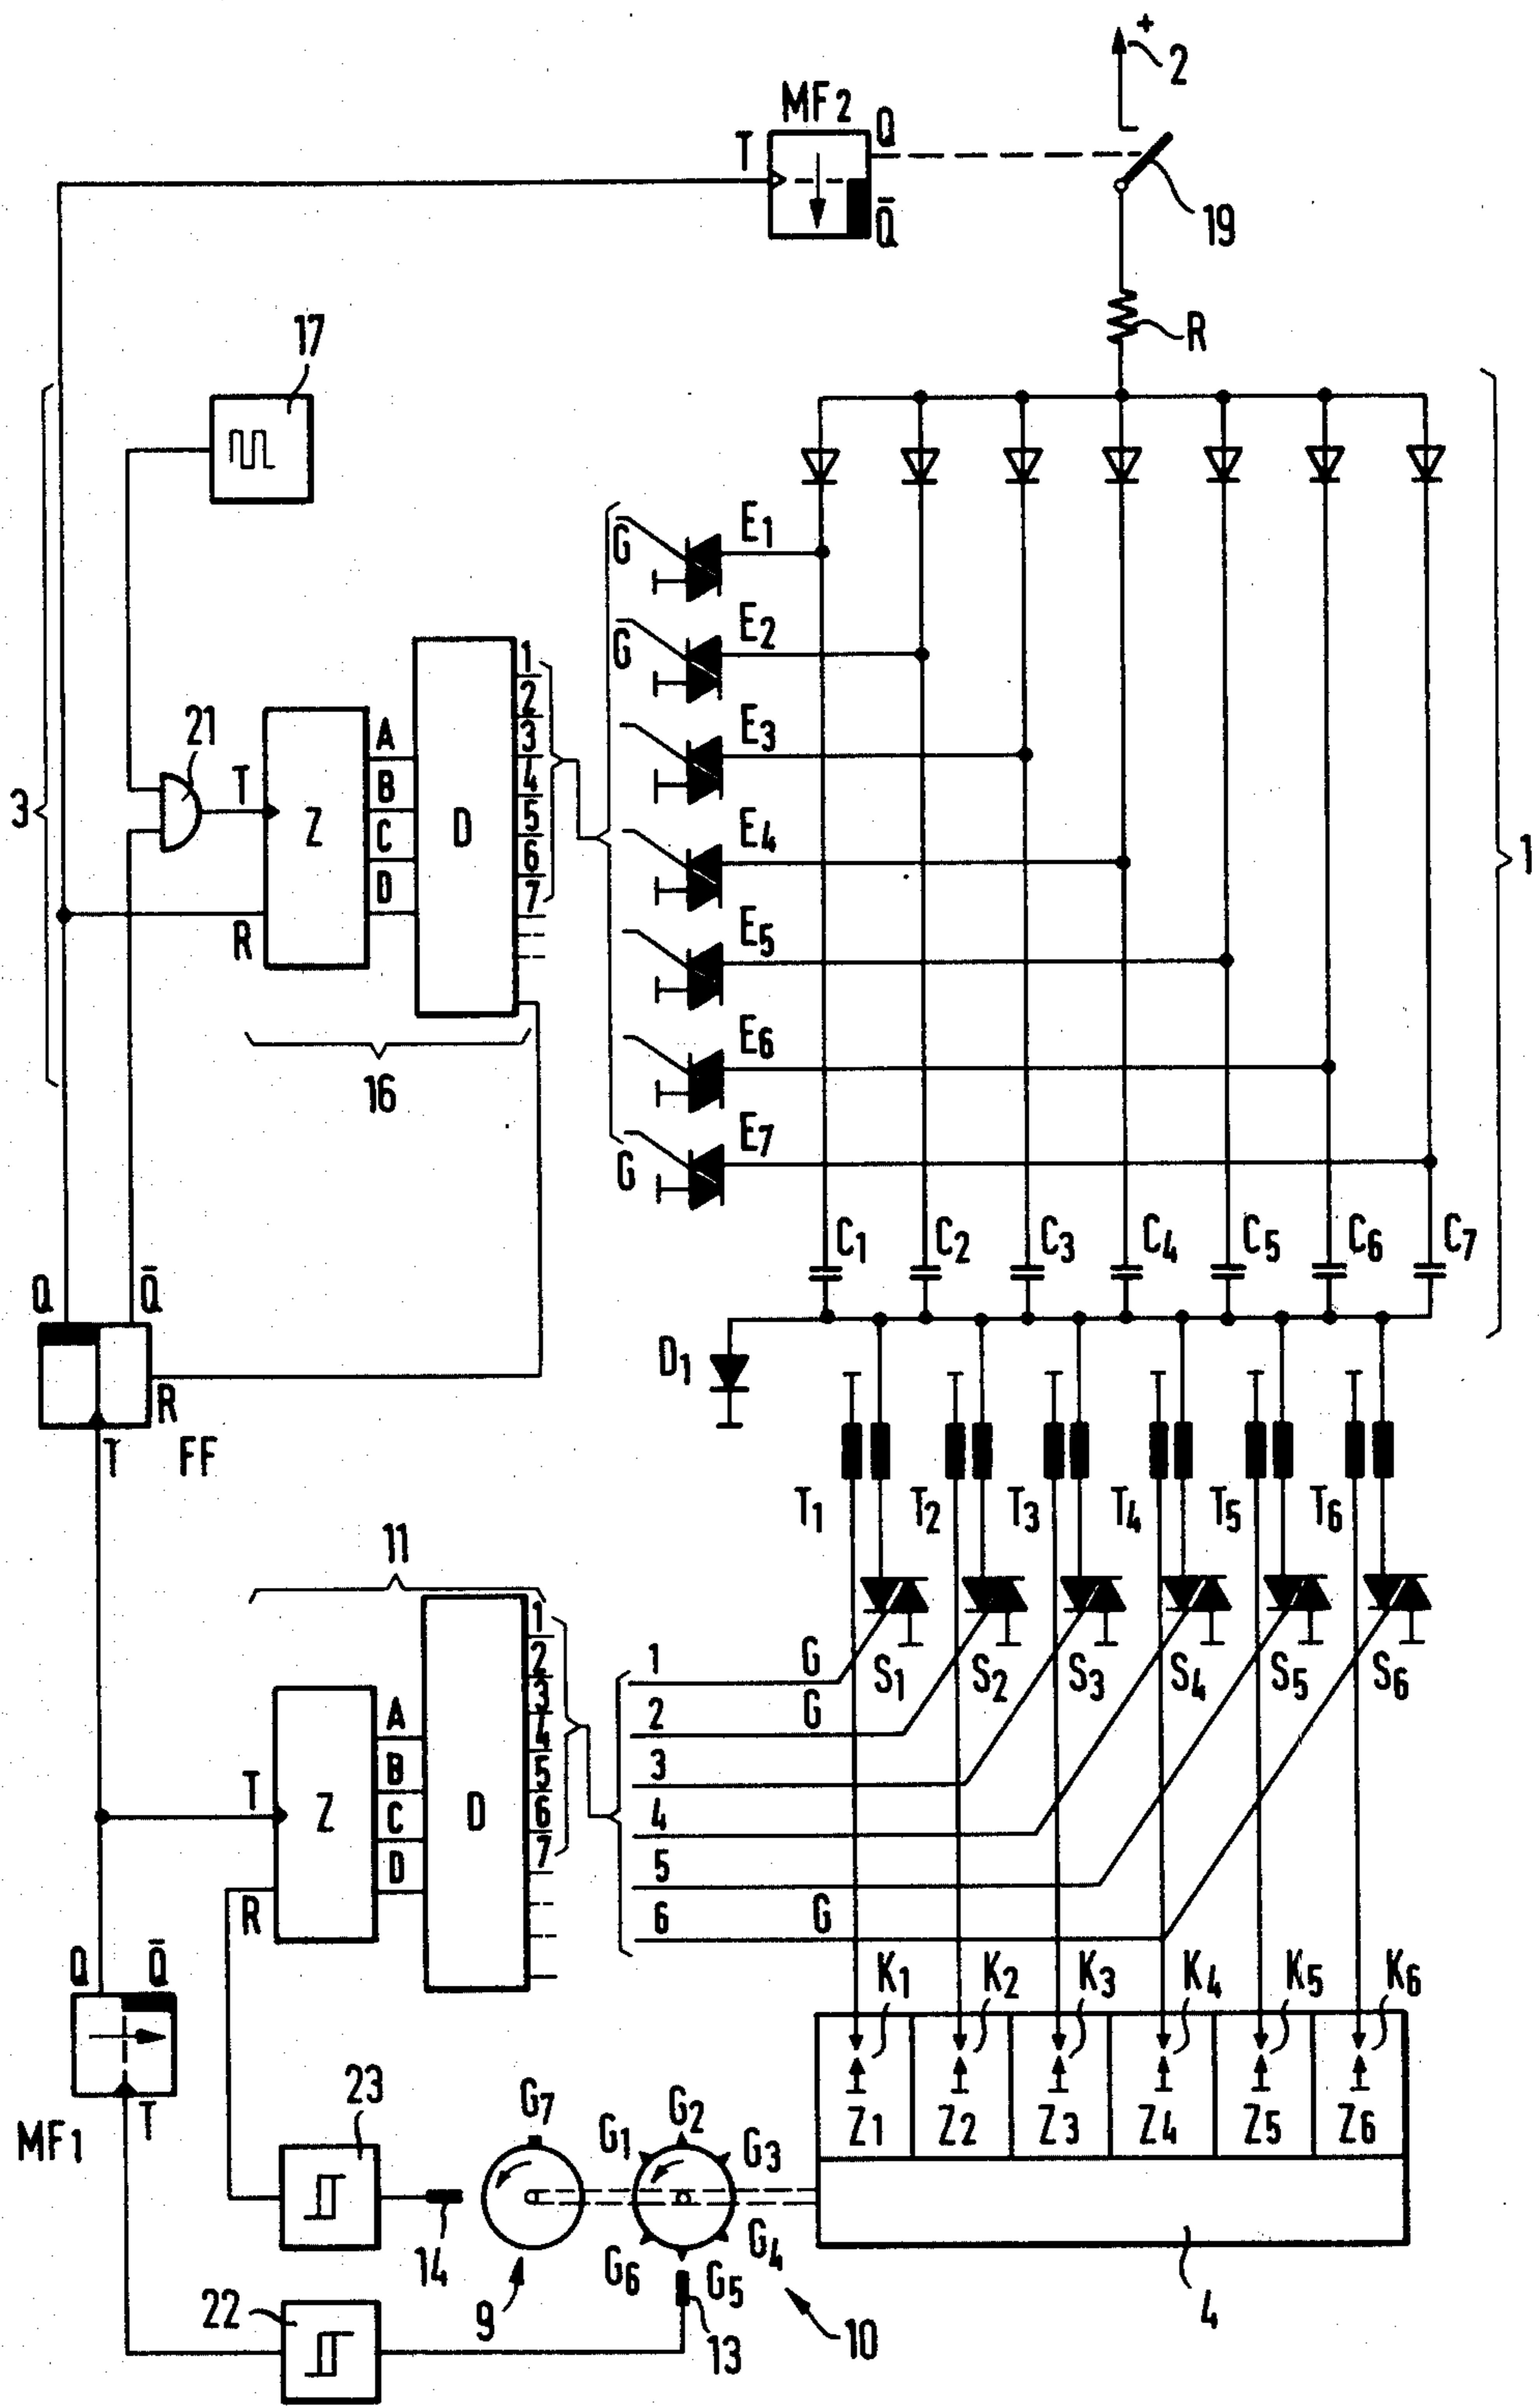 +
2
MF2
T
Q
Q̄
19
R
17
3
1
G
E1
G
E2
E3
E4
E5
E6
G
E7
21
T
Z
R
A
B
C
D
D
1
2
3
4
5
6
7
16
C1
C2
C3
C4
C5
C6
C7
Q
Q̄
R
T
FF
D1
T1
T2
T3
T4
T5
T6
11
S1
S2
S3
S4
S5
S6
T
Z
R
A
B
C
D
D
1
2
3
4
5
6
7
1
G
2
G
3
4
5
6
G
Q
Q̄
T
MF1
K1
K2
K3
K4
K5
K6
Z1
Z2
Z3
Z4
Z5
Z6
23
14
G7
9
G1
G2
G3
G4
G5
G6
13
10
4
22